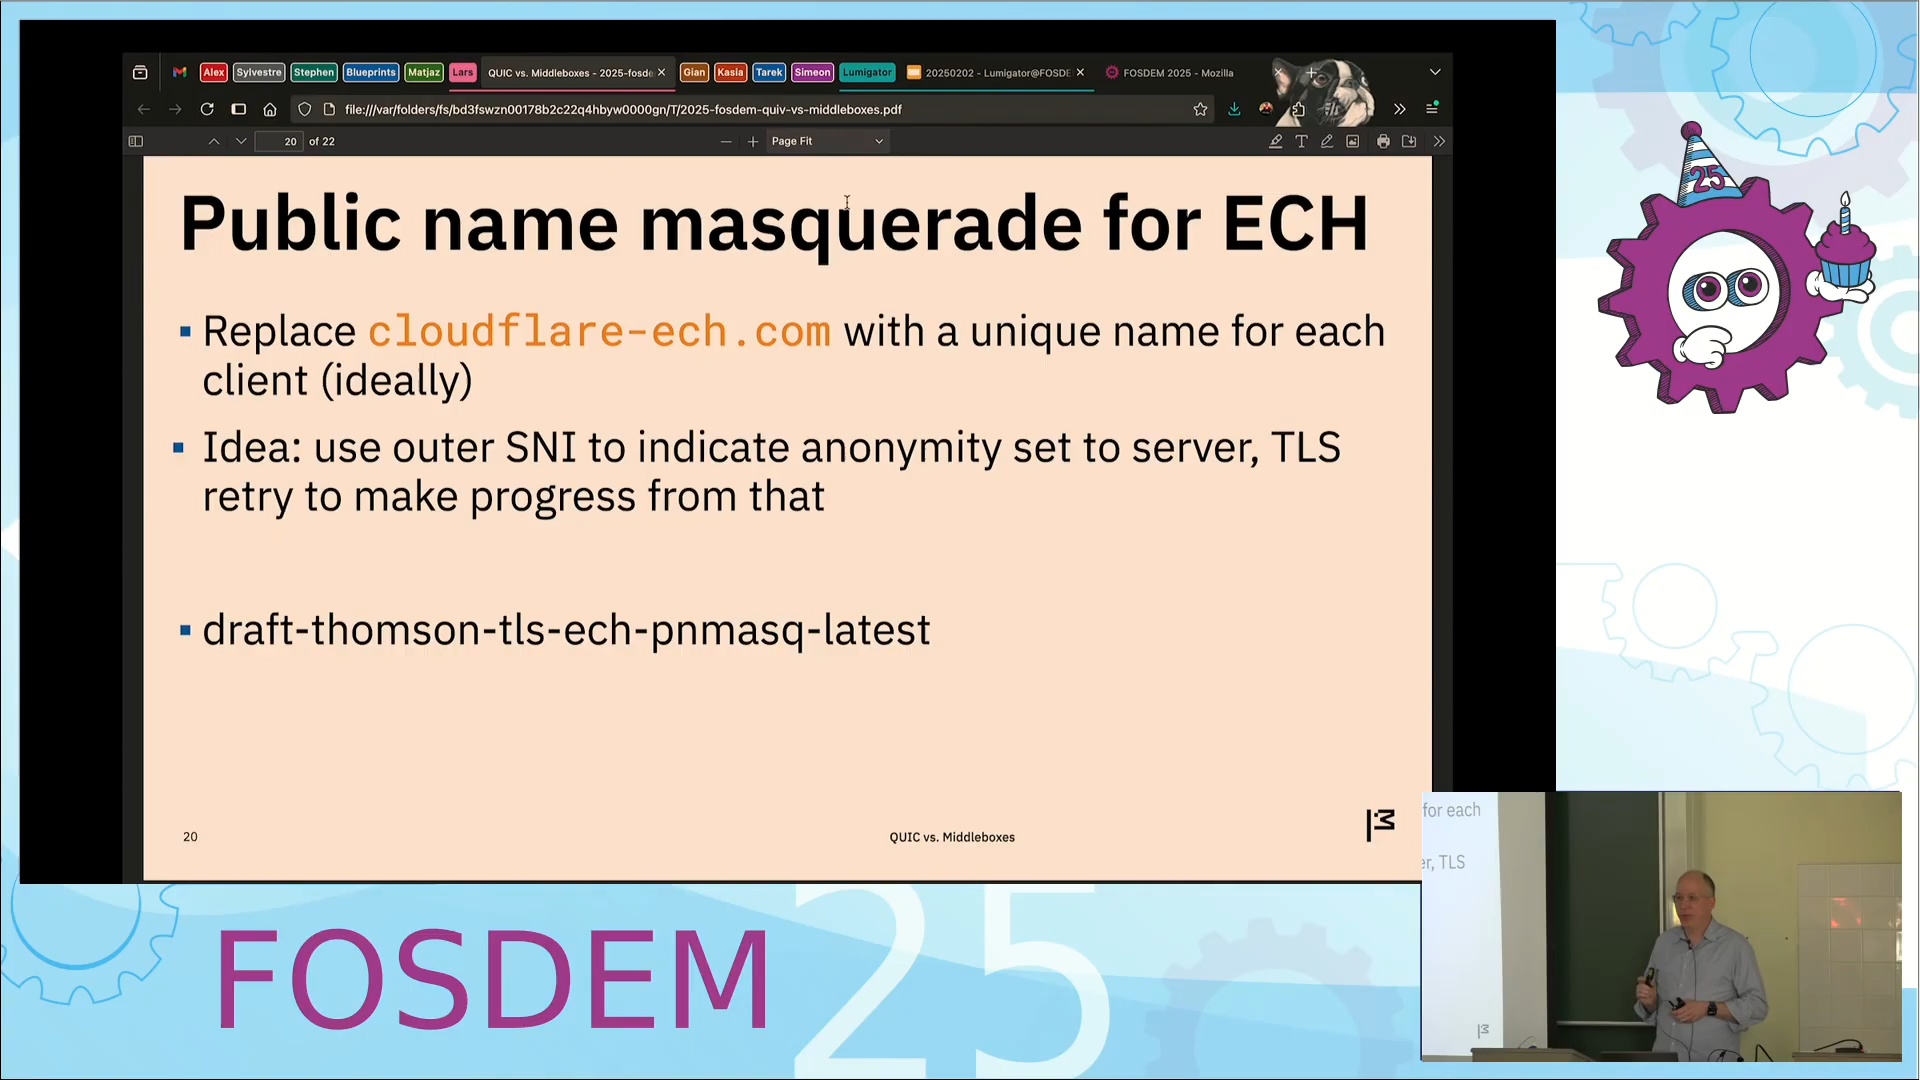 Alex Sylvestre Stephen Blueprints Matjaz Lars QUIC vs. Middleboxes - 2025-fosde Gian Kasia Tarek Simeon Lumigator 20250202 - Lumigator@FOSDE FOSDEM 2025 - Mozilla
file:///var/folders/fs/bd3fswzn00178b2c22q4hbyw0000gn/T/2025-fosdem-quiv-vs-middleboxes.pdf
20 of 22 Page Fit
Public name masquerade for ECH
Replace cloudflare-ech.com with a unique name for each
client (ideally)
Idea: use outer SNI to indicate anonymity set to server, TLS
retry to make progress from that
draft-thomson-tls-ech-pnmasq-latest
20 QUIC vs. Middleboxes
25
for each
er, TLS
FOSDEM 25